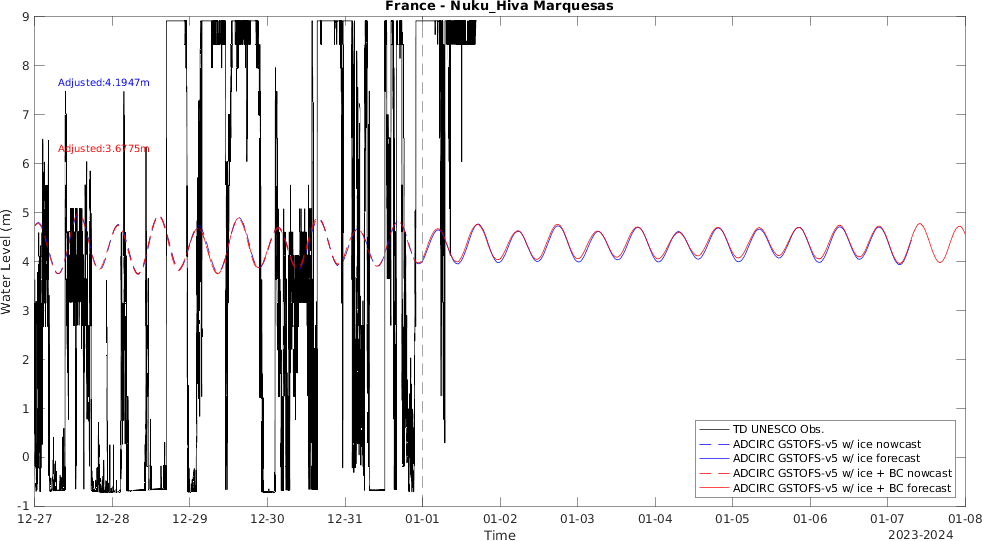 France - Nuku_Hiva Marquesas
9
8
7
6
5
4
3
2
1
0
-1
Water Level (m)
Adjusted:4.1947m
Adjusted:3.6775m
TD UNESCO Obs.
ADCIRC GSTOFS-v5 w/ ice nowcast
ADCIRC GSTOFS-v5 w/ ice forecast
ADCIRC GSTOFS-v5 w/ ice + BC nowcast
ADCIRC GSTOFS-v5 w/ ice + BC forecast
12-27 12-28 12-29 12-30 12-31 01-01 01-02 01-03 01-04 01-05 01-06 01-07 01-08
Time
2023-2024